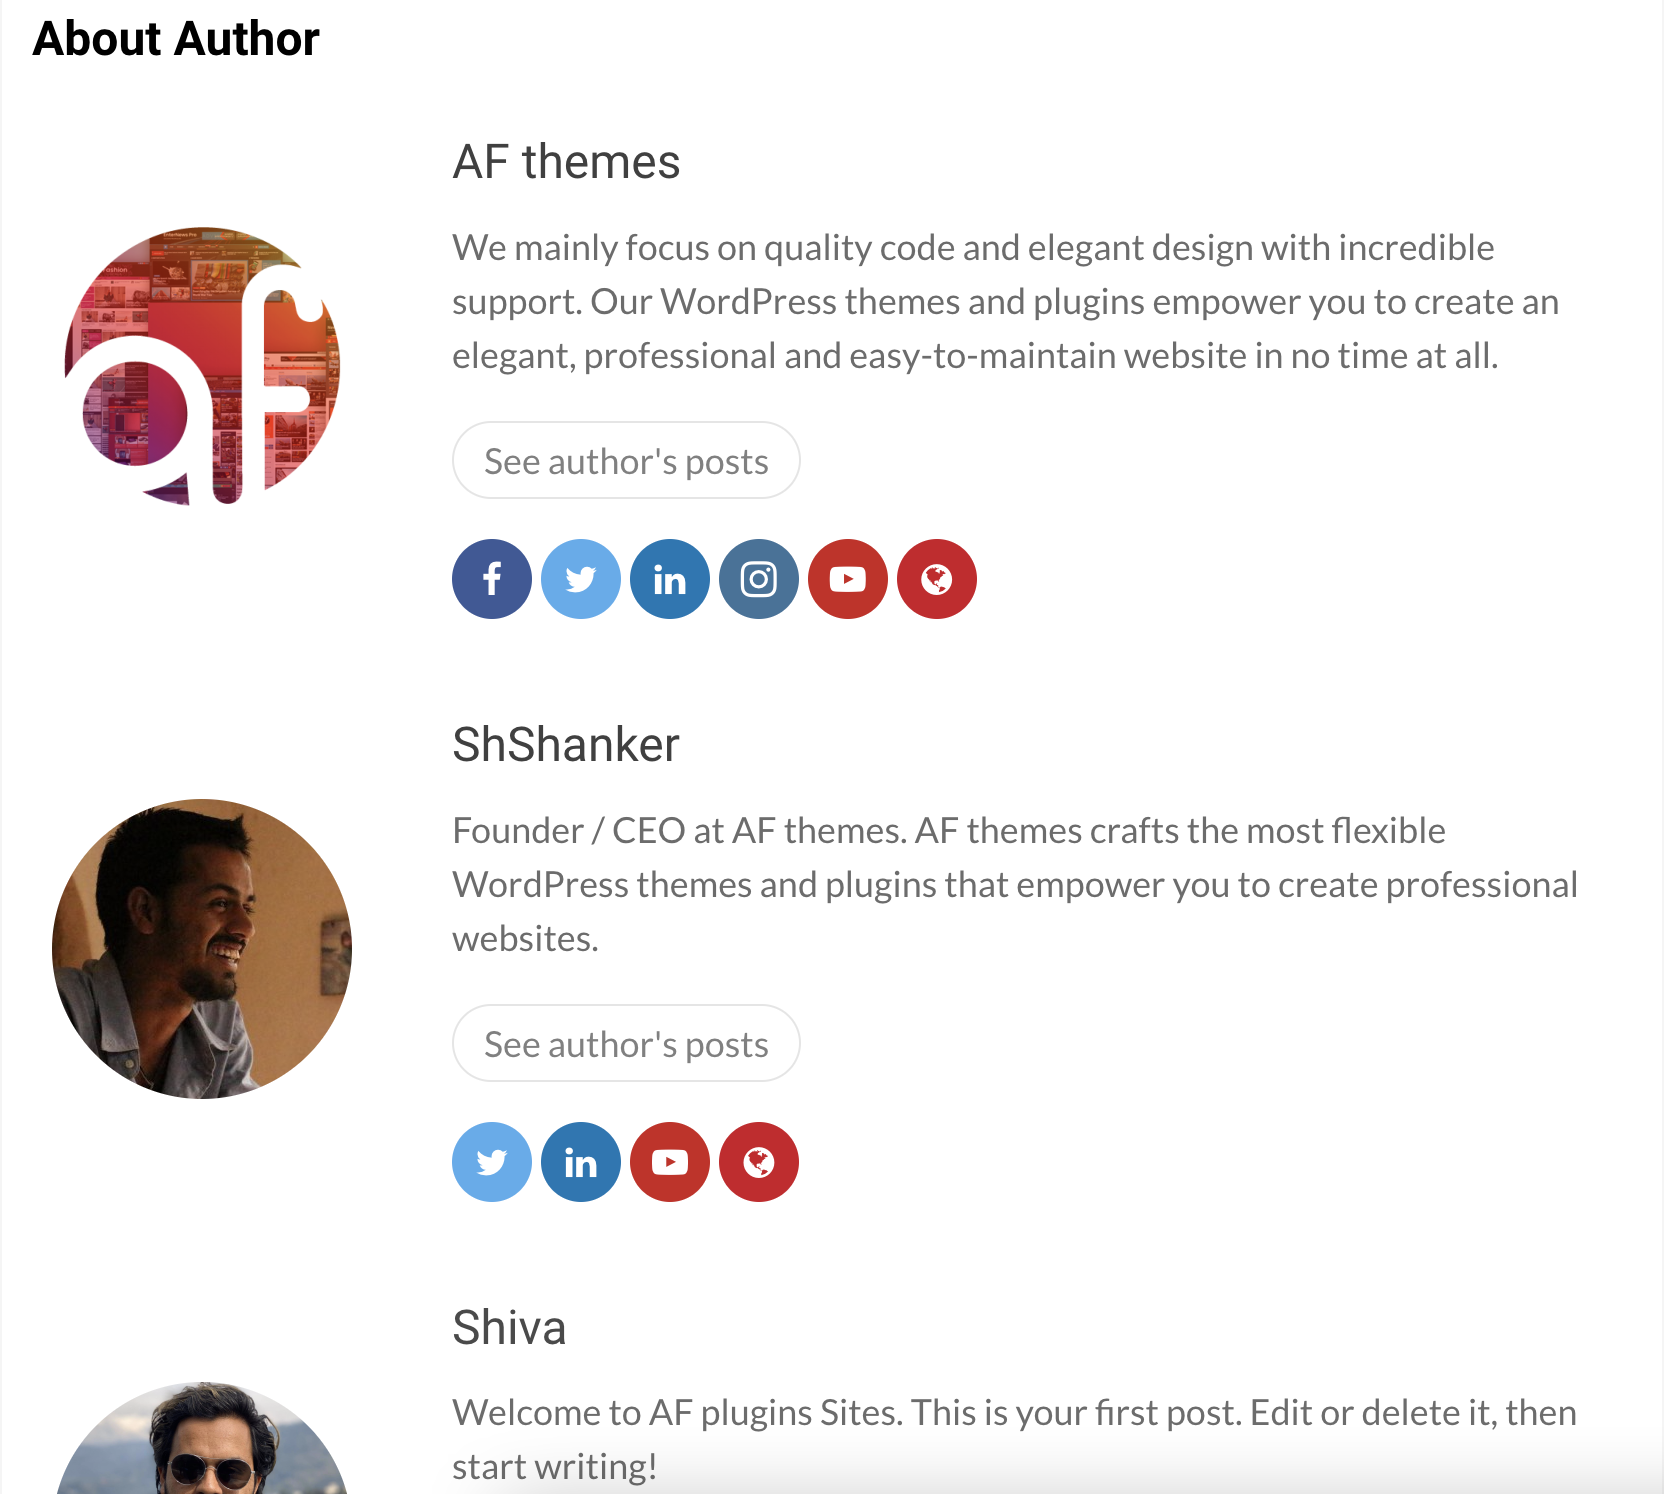 About Author
AF themes
We mainly focus on quality code and elegant design with incredible
support. Our WordPress themes and plugins empower you to create an
elegant, professional and easy-to-maintain website in no time at all.
af
See author's posts
f
in
ShShanker
Founder / CEO at AF themes. AF themes crafts the most flexible
WordPress themes and plugins that empower you to create professional
websites.
See author's posts
in
Shiva
Welcome to AF plugins Sites. This is your first post. Edit or delete it, then
start writing!